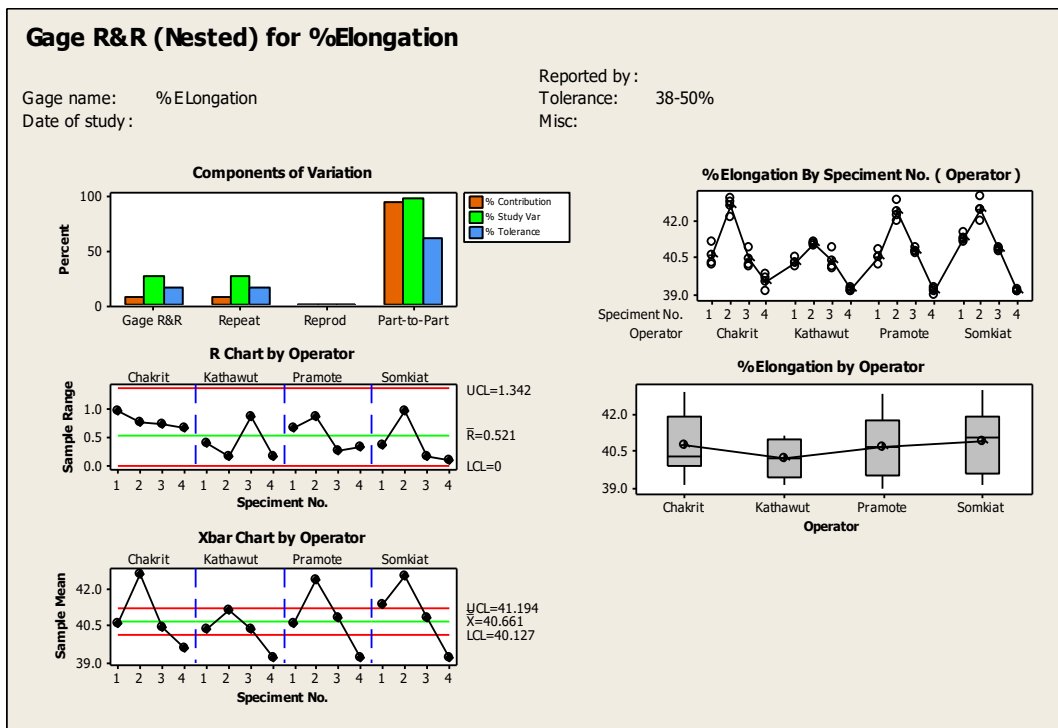 Gage R&R (Nested) for %Elongation
Gage name: %ELongation
Date of study:
Reported by:
Tolerance: 38-50%
Misc:
Components of Variation
100
50
0
Percent
Gage R&R Repeat Reprod Part-to-Part
% Contribution
% Study Var
% Tolerance
R Chart by Operator
Chakrit Kathawut Pramote Somkiat
1.0
0.5
0.0
Sample Range
UCL=1.342
R=0.521
LCL=0
1 2 3 4 1 2 3 4 1 2 3 4 1 2 3 4
Speciment No.
Xbar Chart by Operator
Chakrit Kathawut Pramote Somkiat
42.0
40.5
39.0
Sample Mean
UCL=41.194
X=40.661
LCL=40.127
1 2 3 4 1 2 3 4 1 2 3 4 1 2 3 4
Speciment No.
%Elongation By Speciment No. ( Operator )
42.0
40.5
39.0
Speciment No. 1 2 3 4 1 2 3 4 1 2 3 4 1 2 3 4
Operator Chakrit Kathawut Pramote Somkiat
%Elongation by Operator
42.0
40.5
39.0
Chakrit Kathawut Pramote Somkiat
Operator